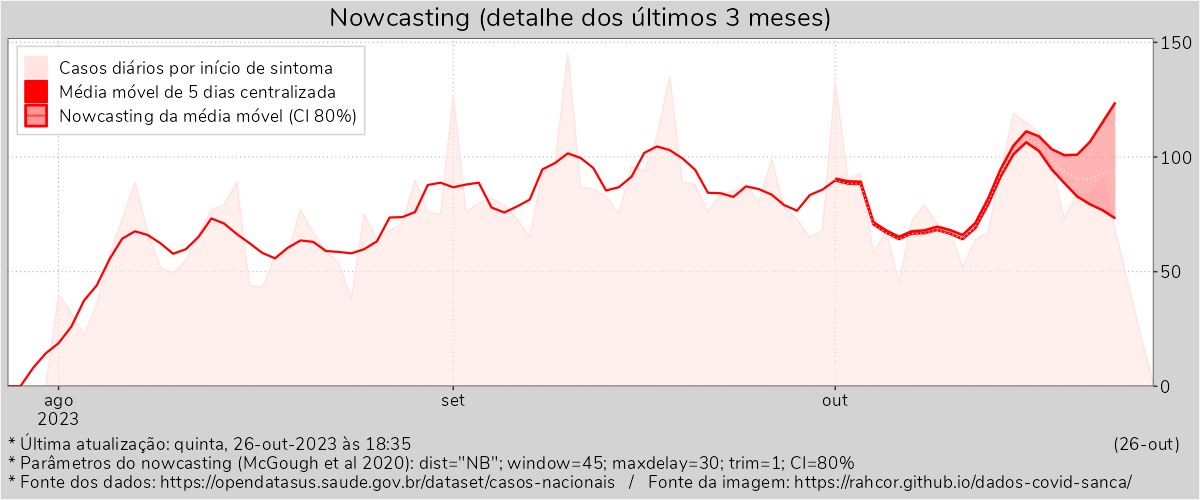 Nowcasting (detalhe dos últimos 3 meses)
150
Casos diários por início de sintoma
Média móvel de 5 dias centralizada
Nowcasting da média móvel (CI 80%)
100
50
0
ago
2023
set
out
* Última atualização: quinta, 26-out-2023 às 18:35
(26-out)
* Parâmetros do nowcasting (McGough et al 2020): dist="NB"; window=45; maxdelay=30; trim=1; CI=80%
* Fonte dos dados: https://opendatasus.saude.gov.br/dataset/casos-nacionais / Fonte da imagem: https://rahcor.github.io/dados-covid-sanca/